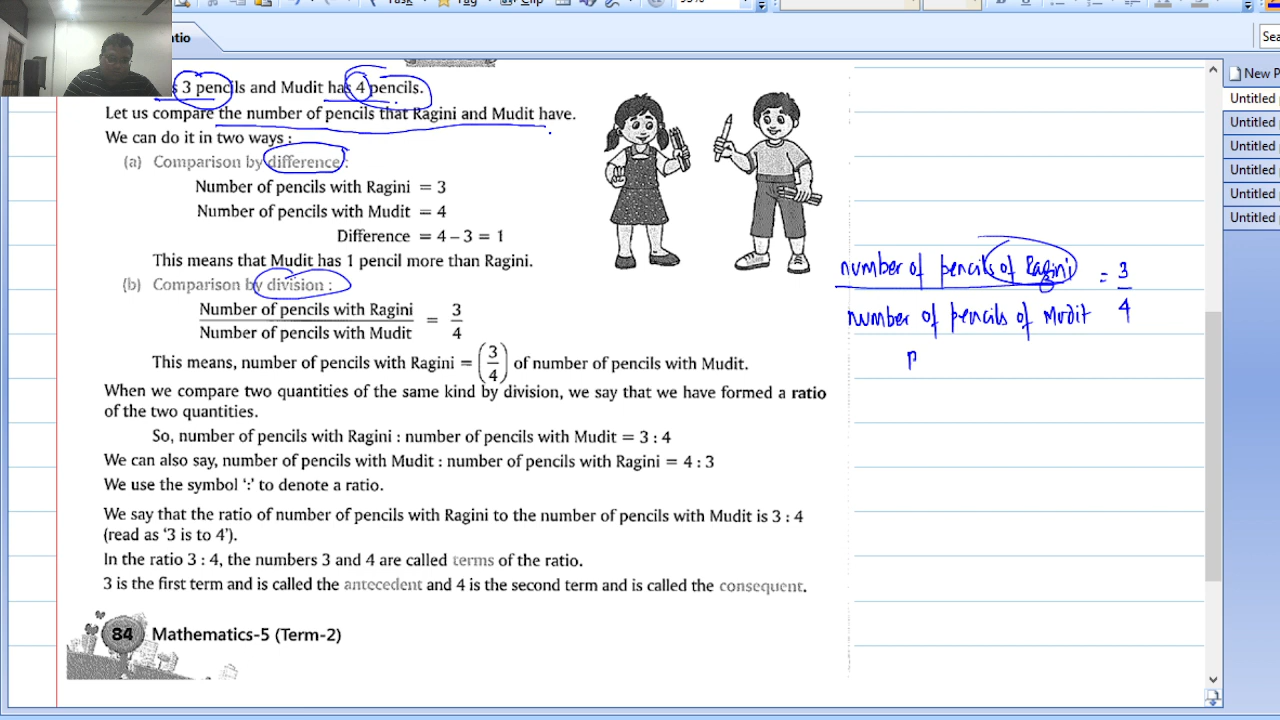 Task
Tag
Clip
95%
B U
tio
Sea
3 pencils and Mudit has 4 pencils.
Let us compare the number of pencils that Ragini and Mudit have.
We can do it in two ways :
(a) Comparison by difference :
Number of pencils with Ragini = 3
Number of pencils with Mudit = 4
Difference = 4 – 3 = 1
This means that Mudit has 1 pencil more than Ragini.
(b) Comparison by division :
Number of pencils with Ragini / Number of pencils with Mudit = 3/4
This means, number of pencils with Ragini = (3/4) of number of pencils with Mudit.
When we compare two quantities of the same kind by division, we say that we have formed a ratio
of the two quantities.
So, number of pencils with Ragini : number of pencils with Mudit = 3 : 4
We can also say, number of pencils with Mudit : number of pencils with Ragini = 4 : 3
We use the symbol ‘:’ to denote a ratio.
We say that the ratio of number of pencils with Ragini to the number of pencils with Mudit is 3 : 4
(read as ‘3 is to 4’).
In the ratio 3 : 4, the numbers 3 and 4 are called terms of the ratio.
3 is the first term and is called the antecedent and 4 is the second term and is called the consequent.
84 Mathematics-5 (Term-2)
number of pencils of Ragini = 3
number of pencils of Mudit 4
New P
Untitled
Untitled
Untitled
Untitled
Untitled
Untitled